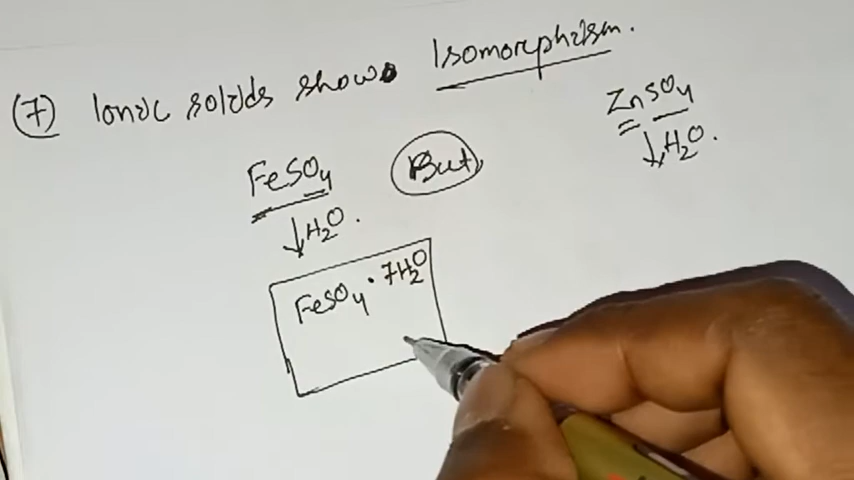 (7) Ionic solids shows Isomorphism.
FeSO4 But ZnSO4
↓H2O. ↓H2O.
FeSO4 • 7H2O